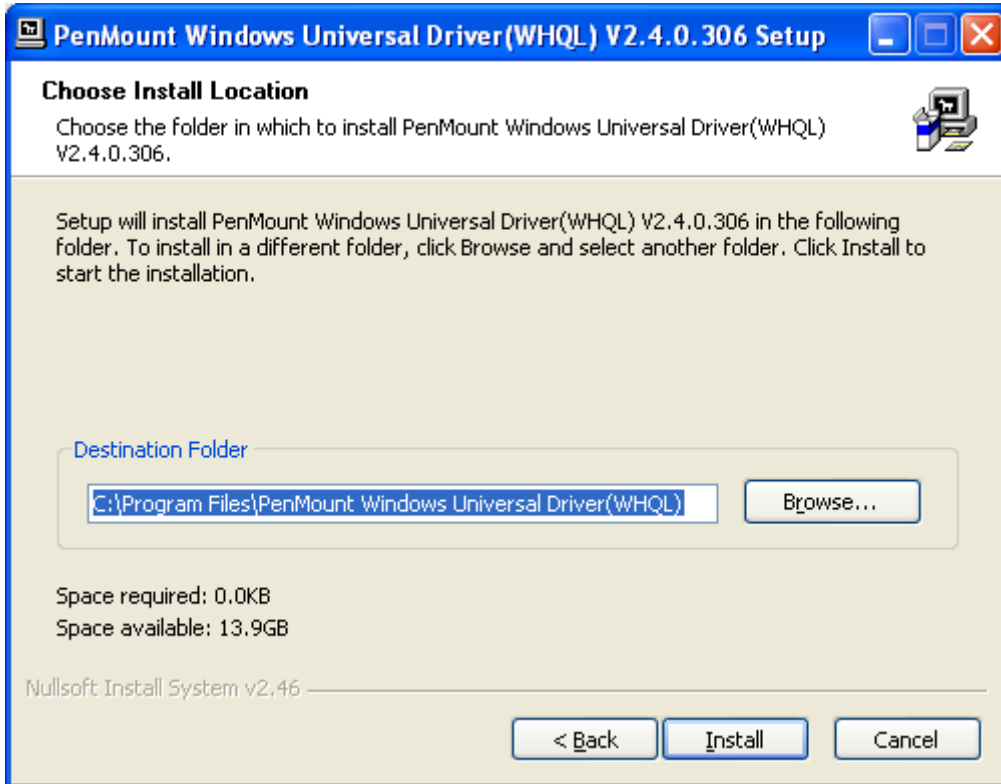 PenMount Windows Universal Driver(WHQL) V2.4.0.306 Setup
Choose Install Location
Choose the folder in which to install PenMount Windows Universal Driver(WHQL)
V2.4.0.306.
Setup will install PenMount Windows Universal Driver(WHQL) V2.4.0.306 in the following
folder. To install in a different folder, click Browse and select another folder. Click Install to
start the installation.
Destination Folder
C:\Program Files\PenMount Windows Universal Driver(WHQL)
Browse...
Space required: 0.0KB
Space available: 13.9GB
Nullsoft Install System v2.46
< Back
Install
Cancel